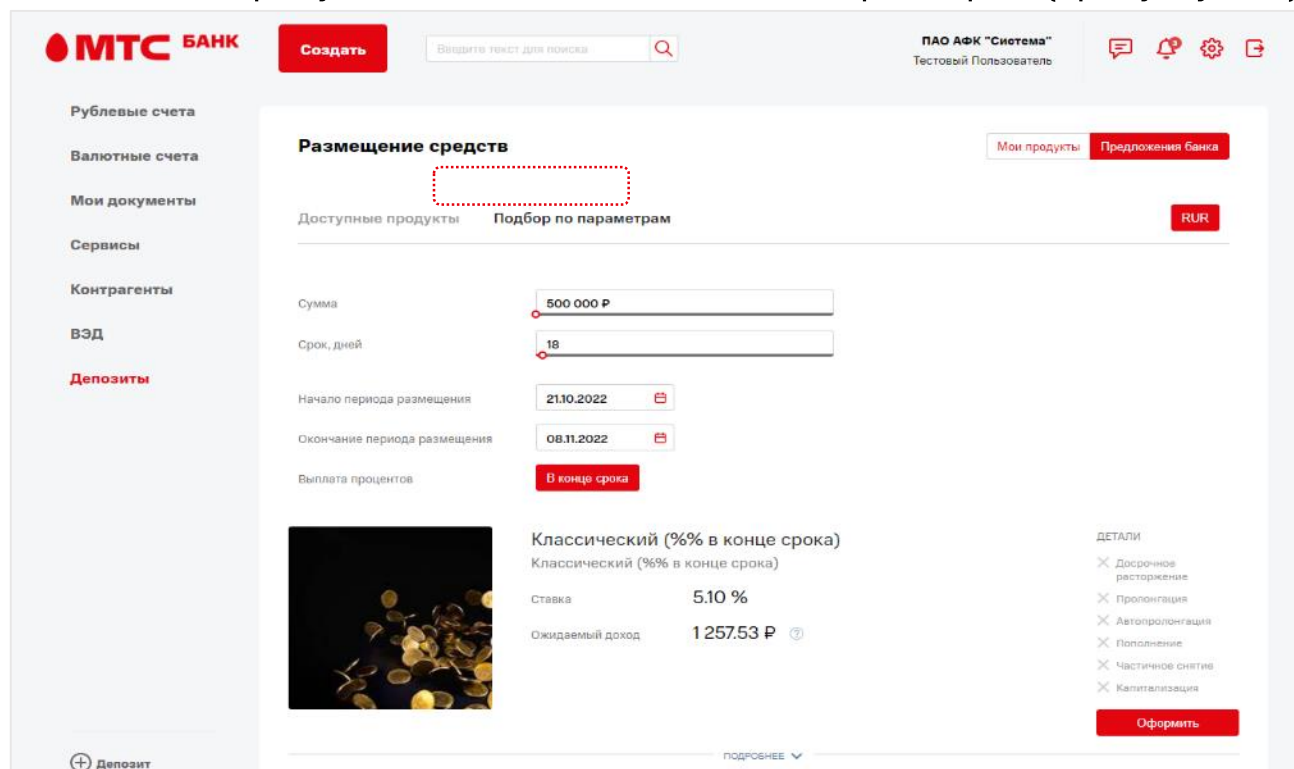 МТС БАНК
Создать
Введите текст для поиска
ПАО АФК "Система"
Тестовый Пользователь
Рублевые счета
Валютные счета
Мои документы
Сервисы
Контрагенты
ВЭД
Депозиты
Размещение средств
Мои продукты Предложения банка
Доступные продукты Подбор по параметрам RUR
Сумма 500 000 ₽
Срок, дней 18
Начало периода размещения 21.10.2022
Окончание периода размещения 08.11.2022
Выплата процентов В конце срока
Классический (%% в конце срока)
Классический (%% в конце срока)
Ставка 5.10 %
Ожидаемый доход 1 257.53 ₽ ?
ДЕТАЛИ
Досрочное
расторжение
Пролонгация
Автопролонгация
Пополнение
Частичное снятие
Капитализация
Оформить
ПОДРОБНЕЕ
Депозит